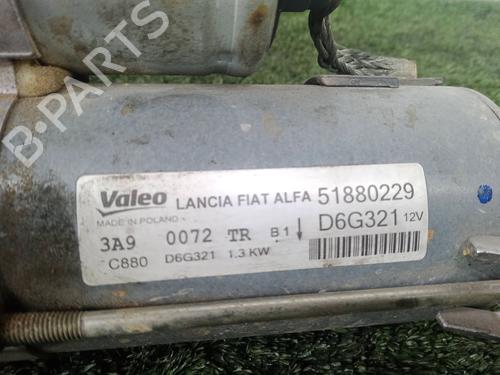 B-PARTS
Valeo LANCIA FIAT ALFA 51880229
MADE IN POLAND D6G321 12V
3A9 0072 TR B1
C880 D6G321 1.3 KW